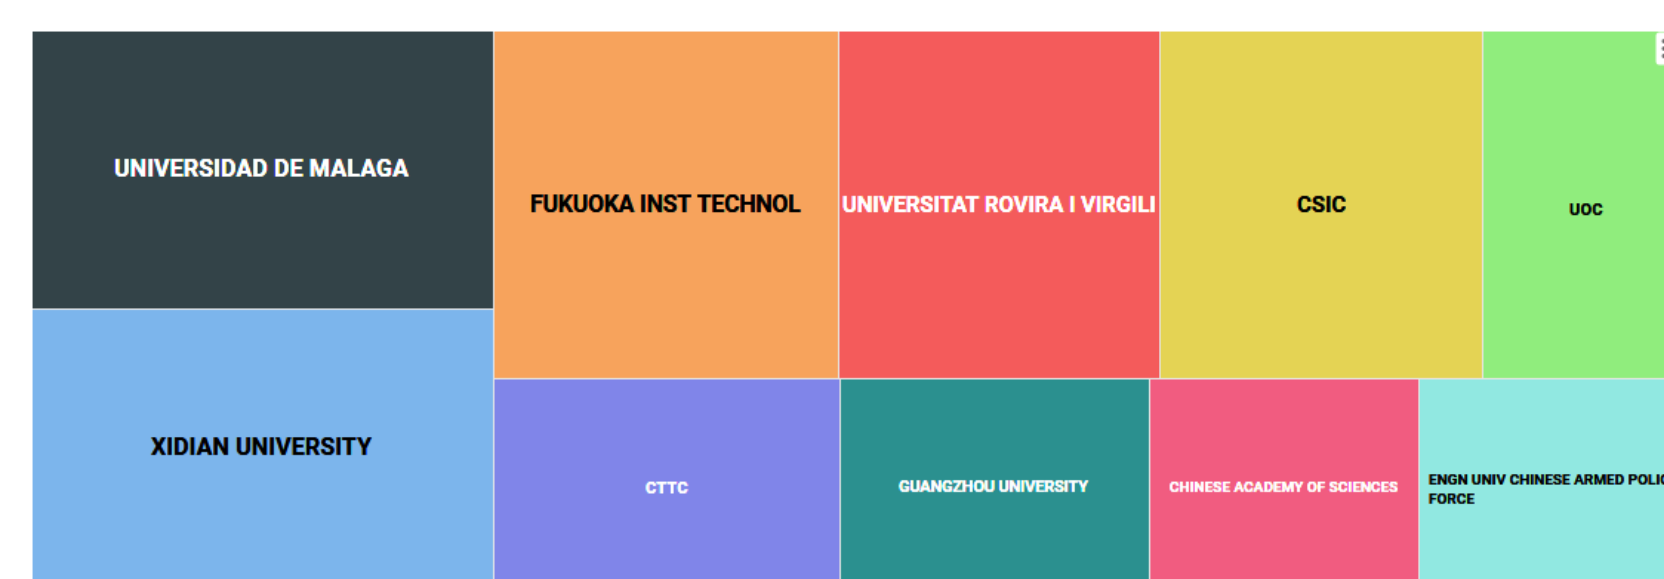 UNIVERSIDAD DE MALAGA
FUKUOKA INST TECHNOL
UNIVERSITAT ROVIRA I VIRGILI
CSIC
UOC
XIDIAN UNIVERSITY
CTTC
GUANGZHOU UNIVERSITY
CHINESE ACADEMY OF SCIENCES
ENGN UNIV CHINESE ARMED
FORCE